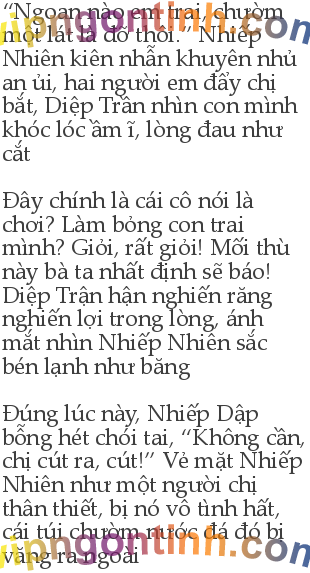 “Ngoan nào em trai, chườm
một lát là đỡ thôi.” Nhiếp
Nhiên kiên nhẫn khuyên nhủ
an ủi, hai người em đẩy chị
bắt, Diệp Trân nhìn con mình
khóc lóc ầm ĩ, lòng đau như
cắt
Đây chính là cái cô nói là
chơi? Làm bỏng con trai
mình? Giỏi, rất giỏi! Mối thù
này bà ta nhất định sẽ báo!
Diệp Trận hận nghiến răng
nghiến lợi trong lòng, ánh
mắt nhìn Nhiếp Nhiên sắc
bén lạnh như băng
Đúng lúc này, Nhiếp Dập
bỗng hét chói tai, “Không cần,
chị cút ra, cút!” Vẻ mặt Nhiếp
Nhiên như một người chị
thân thiết, bị nó vô tình hất,
cái túi chườm nước đá đó bị
văng ra ngoài
vipngontinh.com
vipngontinh.com